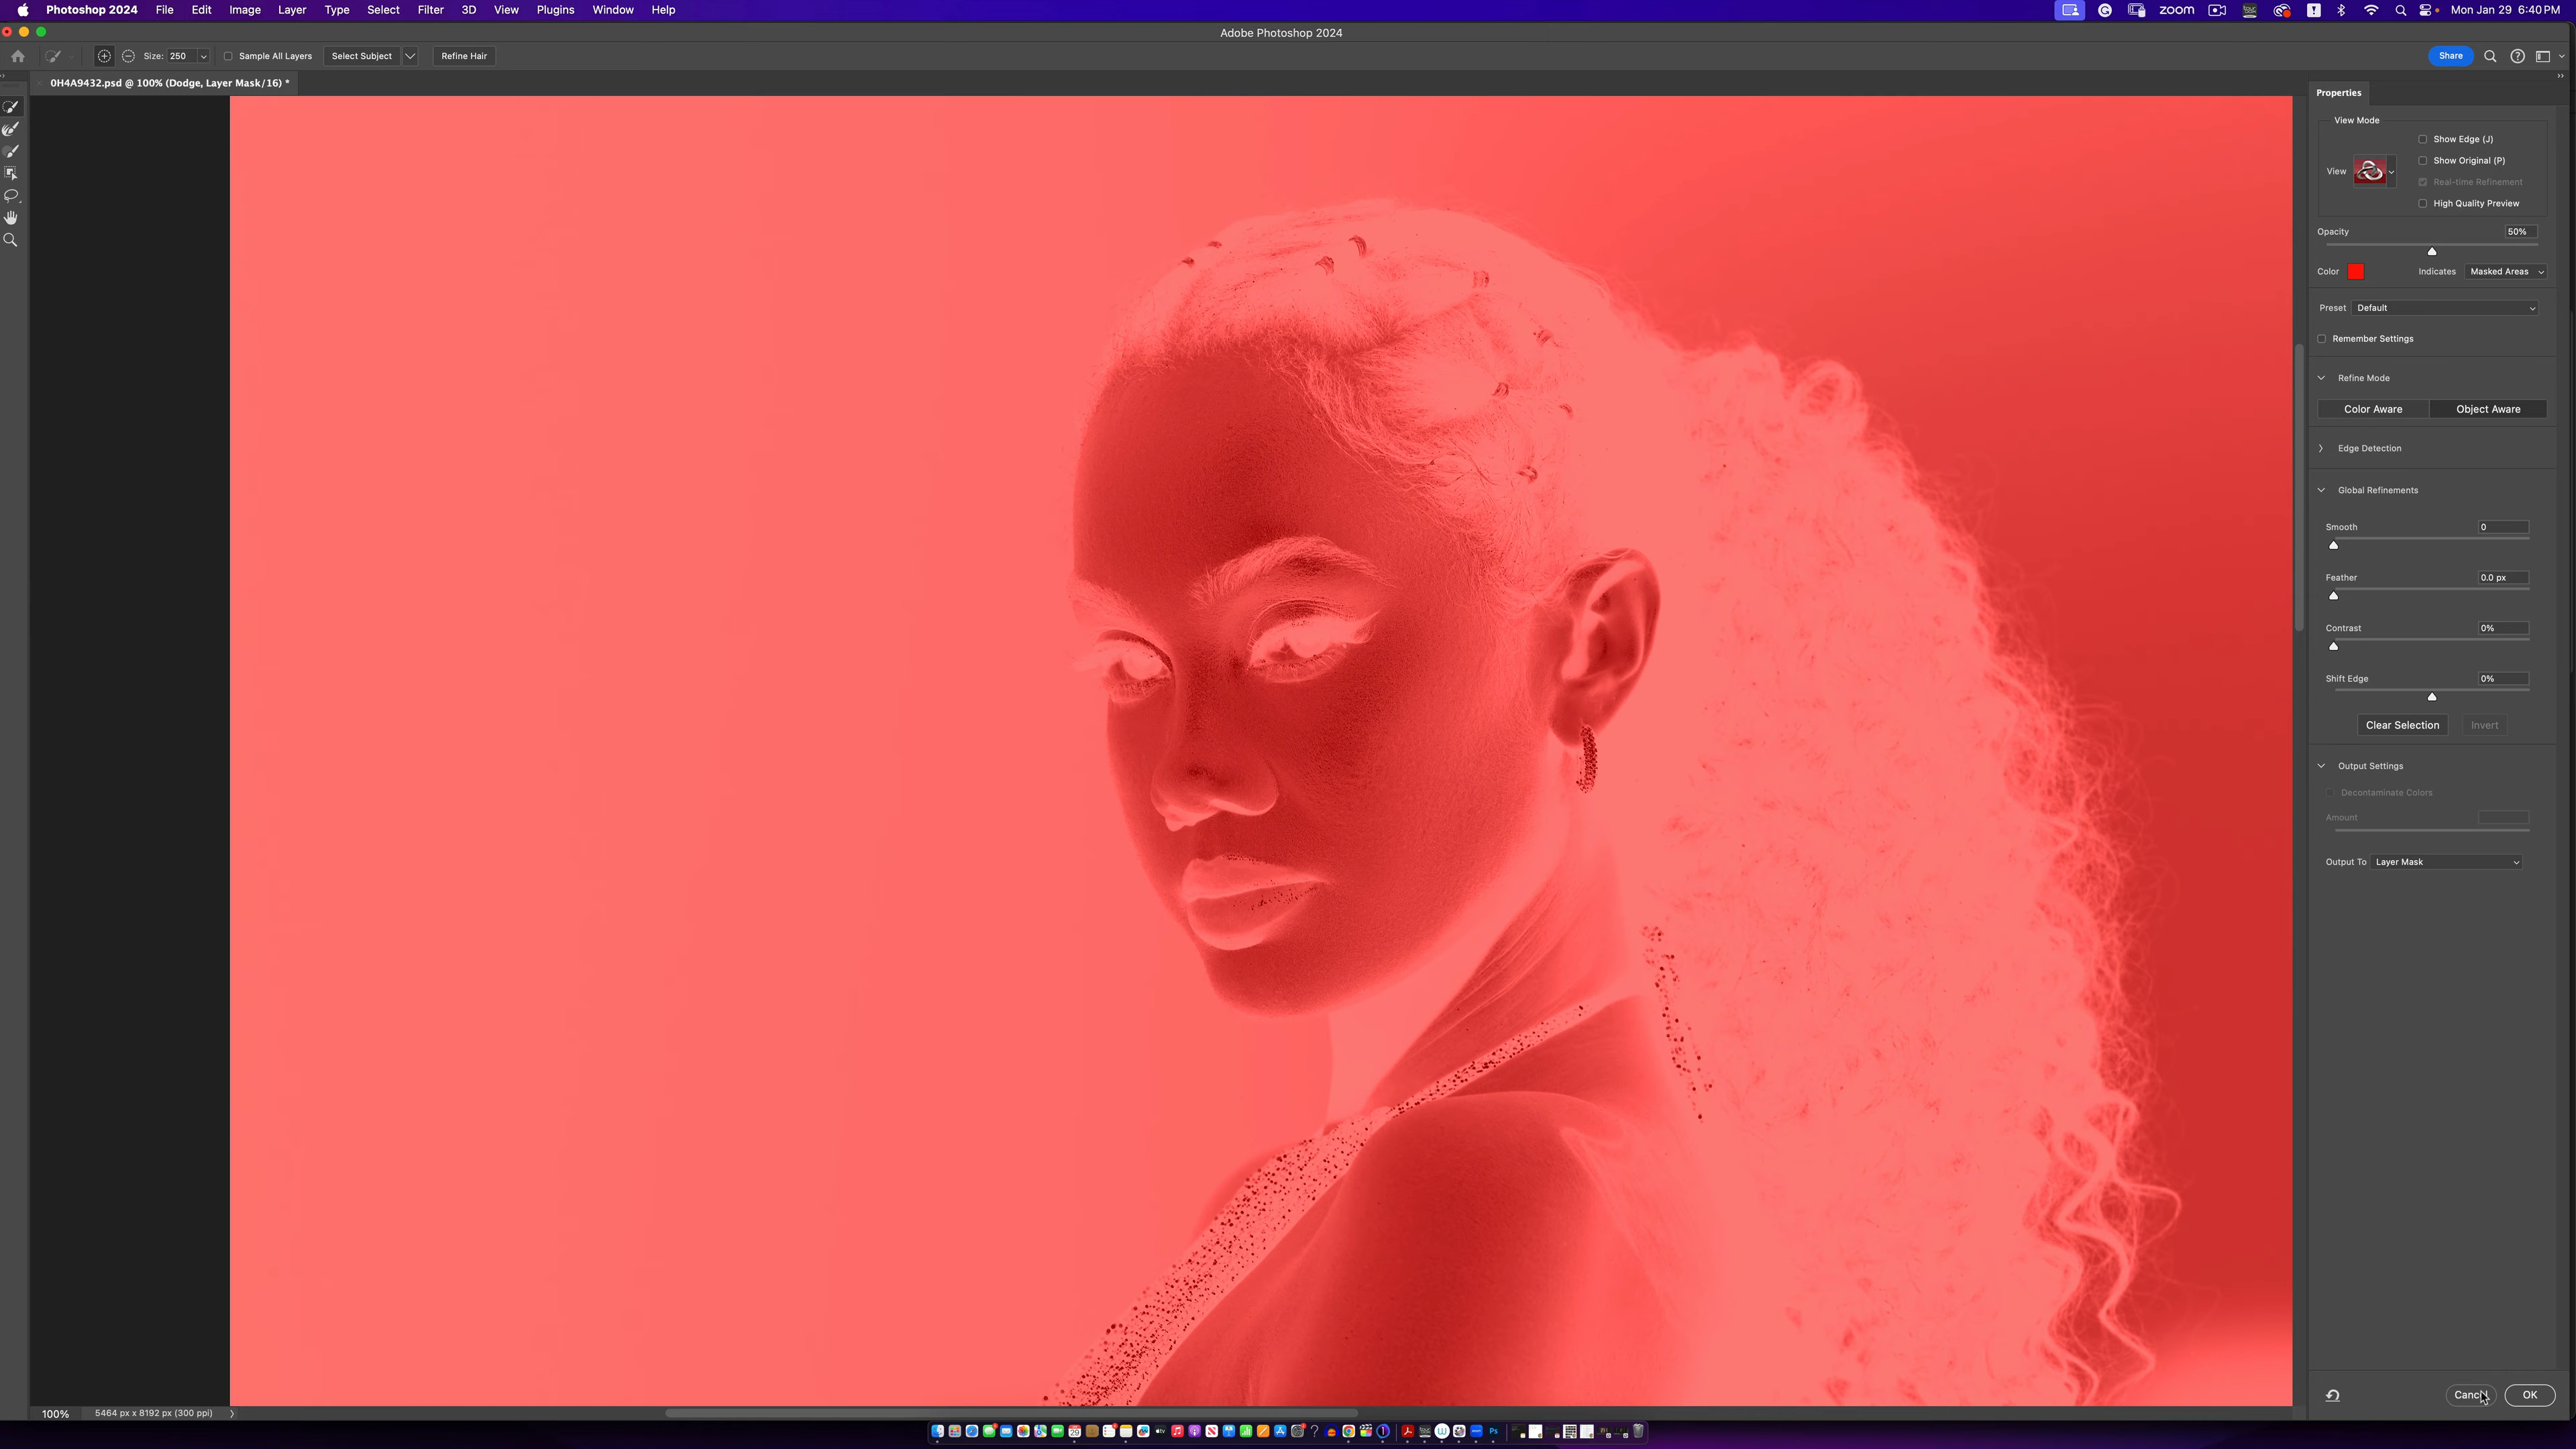 Photoshop 2024 File Edit Image Layer Type Select Filter 3D View Plugins Window Help zoom Mon Jan 29 6:40 PM
Adobe Photoshop 2024
Size: 250 Sample All Layers Select Subject Refine Hair Share
0H4A9432.psd @ 100% (Dodge, Layer Mask/16) *
Properties
View Mode
Show Edge (J)
Show Original (P)
View
Real-time Refinement
High Quality Preview
Opacity 50%
Color Indicates Masked Areas
Preset Default
Remember Settings
Refine Mode
Color Aware Object Aware
Edge Detection
Global Refinements
Smooth 0
Feather 0.0 px
Contrast 0%
Shift Edge 0%
Clear Selection Invert
Output Settings
Decontaminate Colors
Amount
Output To Layer Mask
Cancel OK
100% 5464 px x 8192 px (300 ppi)